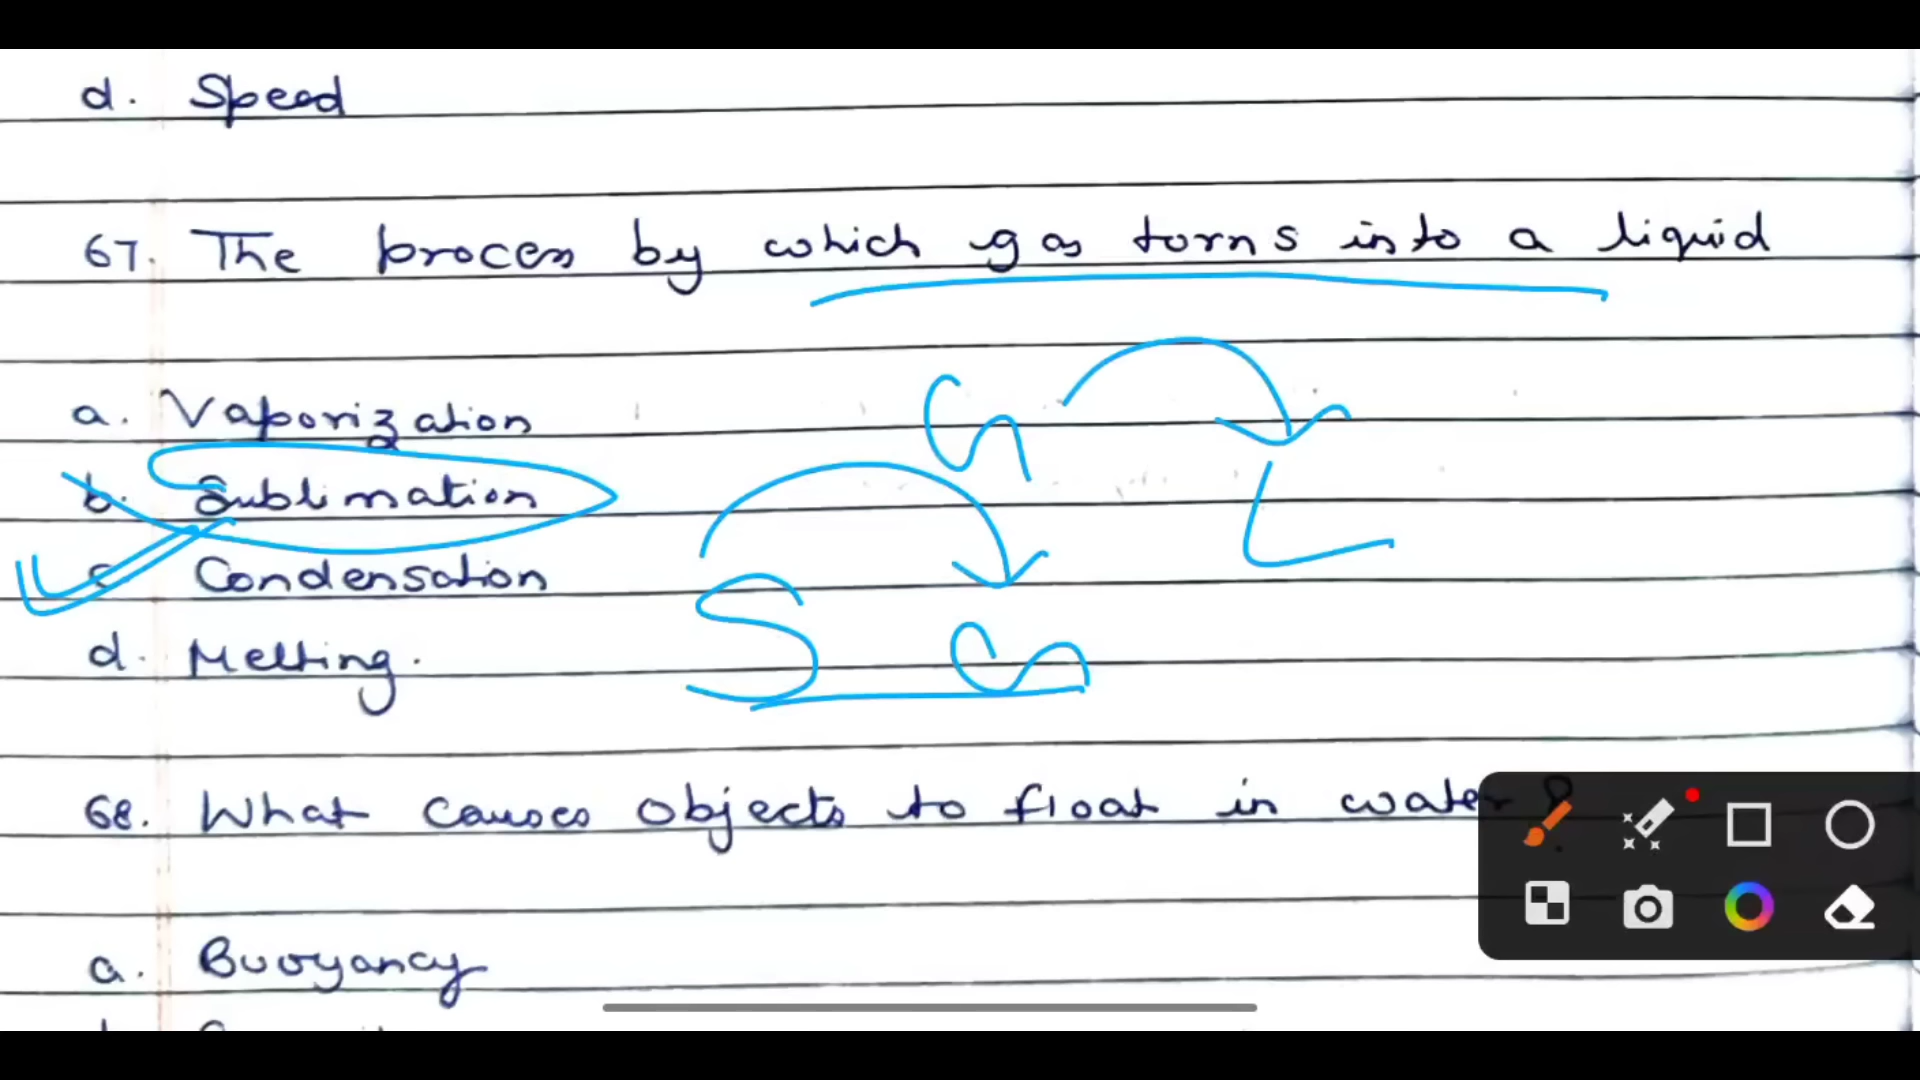 d. Speed
67. The process by which gas turns into a liquid
a. Vaporization
G L
b. Sublimation
c. Condensation
S G
d. Melting.
68. What causes objects to float in water?
a. Buoyancy